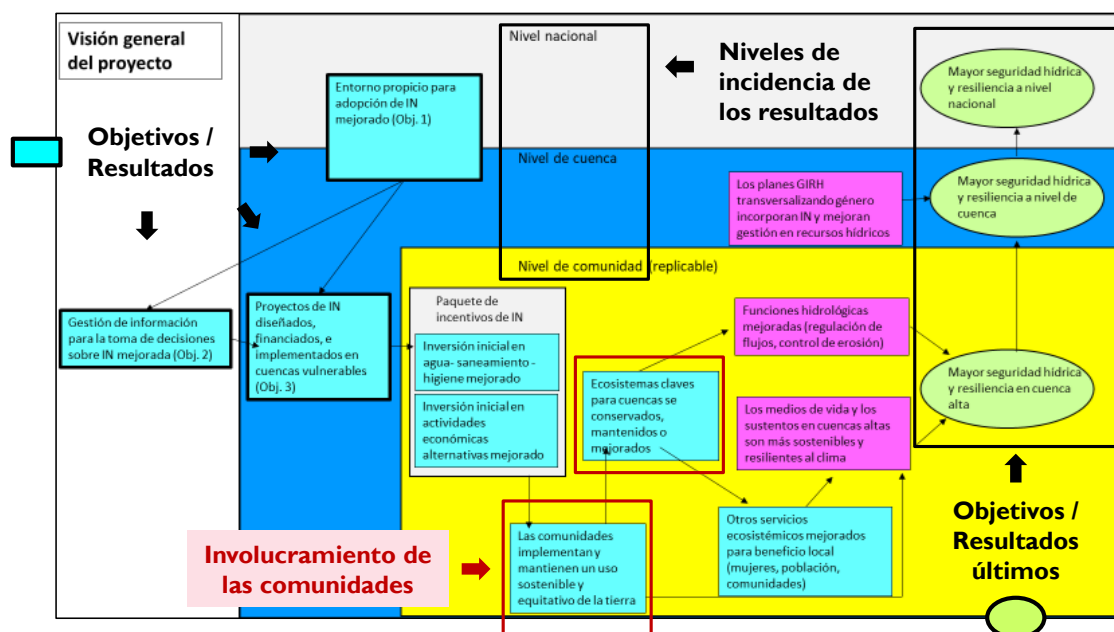 Visión general
del proyecto
Nivel nacional
Niveles de
incidencia de
los resultados
Mayor seguridad hídrica
y resiliencia a nivel
nacional
Entorno propicio para
adopción de IN
mejorado (Obj. 1)
Objetivos /
Resultados
Nivel de cuenca
Los planes GIRH
transversalizando género
incorporan IN y mejoran
gestión en recursos hídricos
Mayor seguridad hídrica
y resiliencia a nivel de
cuenca
Nivel de comunidad (replicable)
Gestión de información
para la toma de decisiones
sobre IN mejorada (Obj. 2)
Proyectos de IN
diseñados,
financiados, e
implementados en
cuencas vulnerables
(Obj. 3)
Paquete de
incentivos de IN
Inversión inicial en
agua- saneamiento -
higiene mejorado
Inversión inicial en
actividades
económicas
alternativas mejorado
Ecosistemas claves
para cuencas se
conservados,
mantenidos o
mejorados
Funciones hidrológicas
mejoradas (regulación de
flujos, control de erosión)
Los medios de vida y los
sustentos en cuencas altas
son más sostenibles y
resilientes al clima
Mayor seguridad hídrica
y resiliencia en cuenca
alta
Involucramiento de
las comunidades
Las comunidades
implementan y
mantienen un uso
sostenible y
equitativo de la tierra
Otros servicios
ecosistémicos mejorados
para beneficio local
(mujeres, población,
comunidades)
Objetivos /
Resultados
últimos